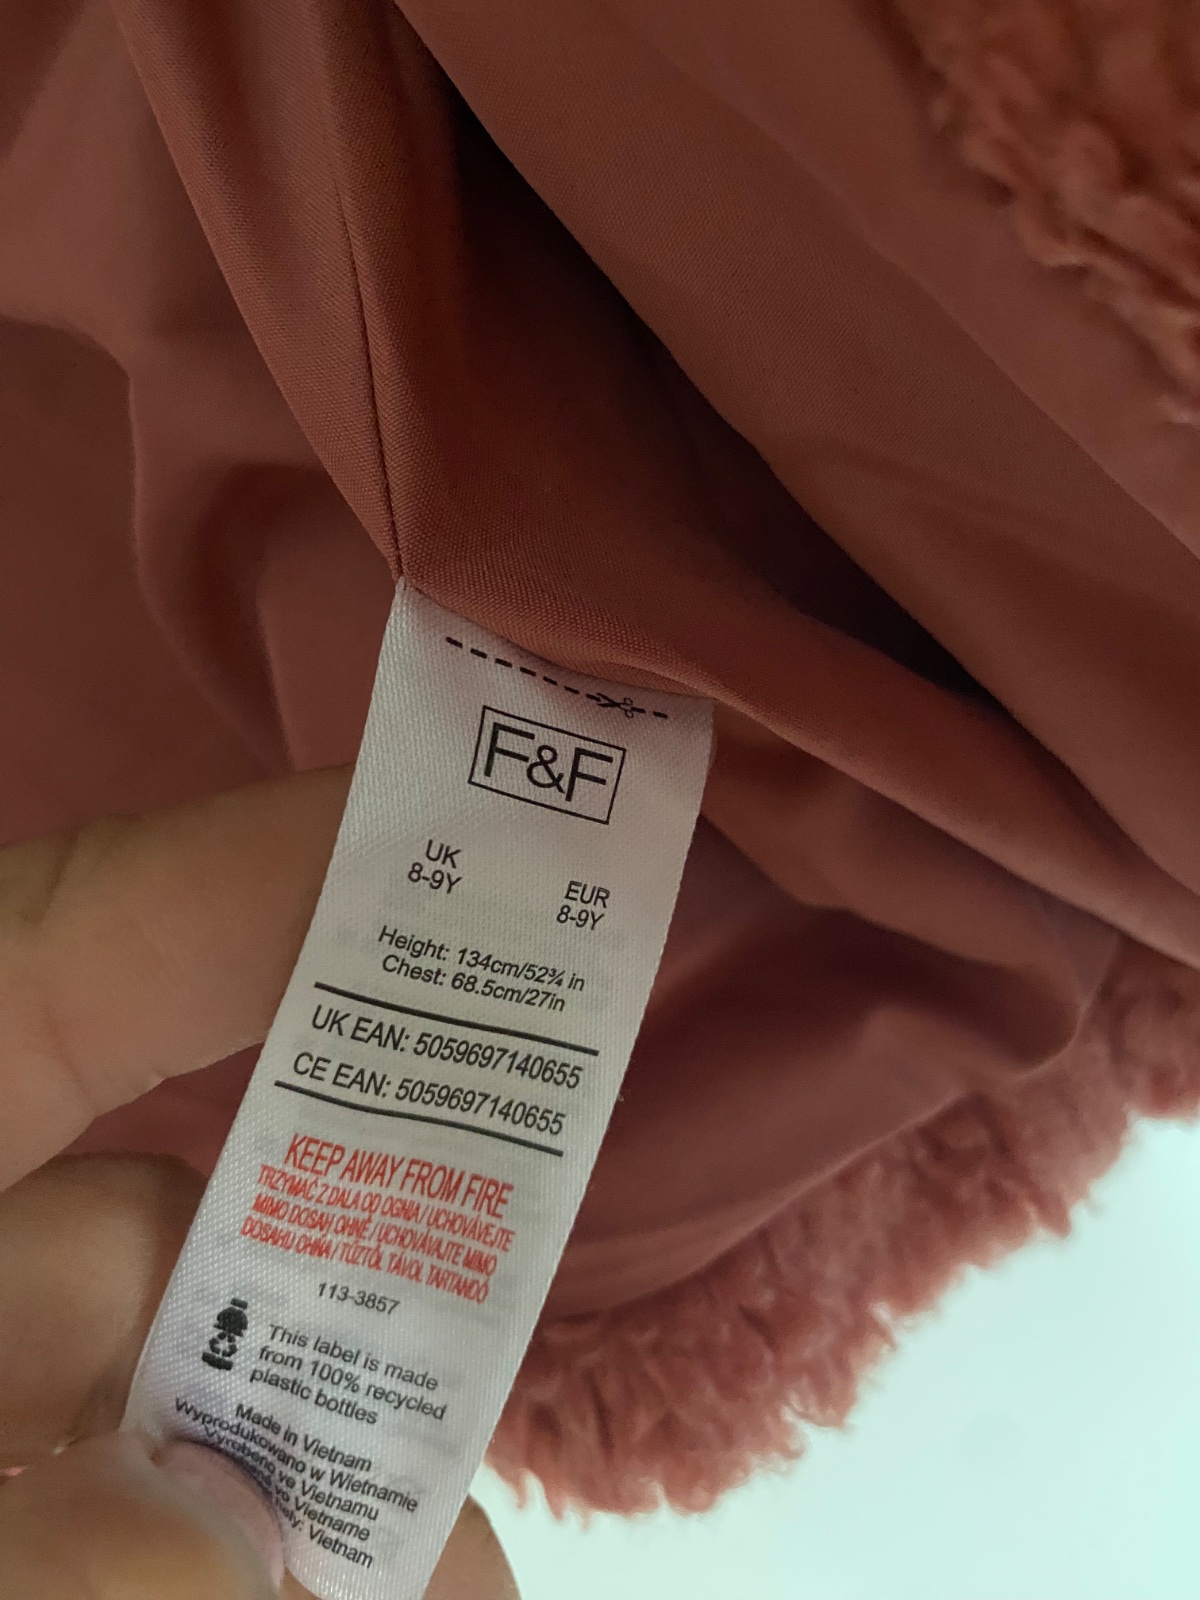 F&F
UK
8-9Y
EUR
8-9Y
Height: 134cm/52¾ in
Chest: 68.5cm/27in
UK EAN: 5059697140655
CE EAN: 5059697140655
KEEP AWAY FROM FIRE
TRZYMAĆ Z DALA OD OGNIA / UCHOVÁVEJTE
MIMO DOSAH OHNĚ / UCHOVÁVAJTE MIMO
DOSAHU OHŇA / TŰZTŐL TÁVOL TARTANDÓ
113-3857
This label is made
from 100% recycled
plastic bottles
Made in Vietnam
Wyprodukowano w Wietnamie
Vyrobeno ve Vietnamu
vo Vietname
Vietnam